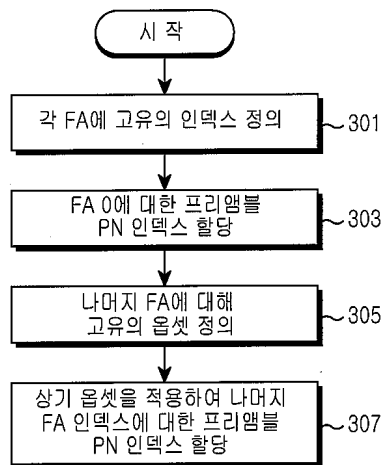 시 작
각 FA에 고유의 인덱스 정의
301
FA 0에 대한 프리앰블
PN 인덱스 할당
303
나머지 FA에 대해
고유의 옵셋 정의
305
상기 옵셋을 적용하여 나머지
FA 인덱스에 대한 프리앰블
PN 인덱스 할당
307